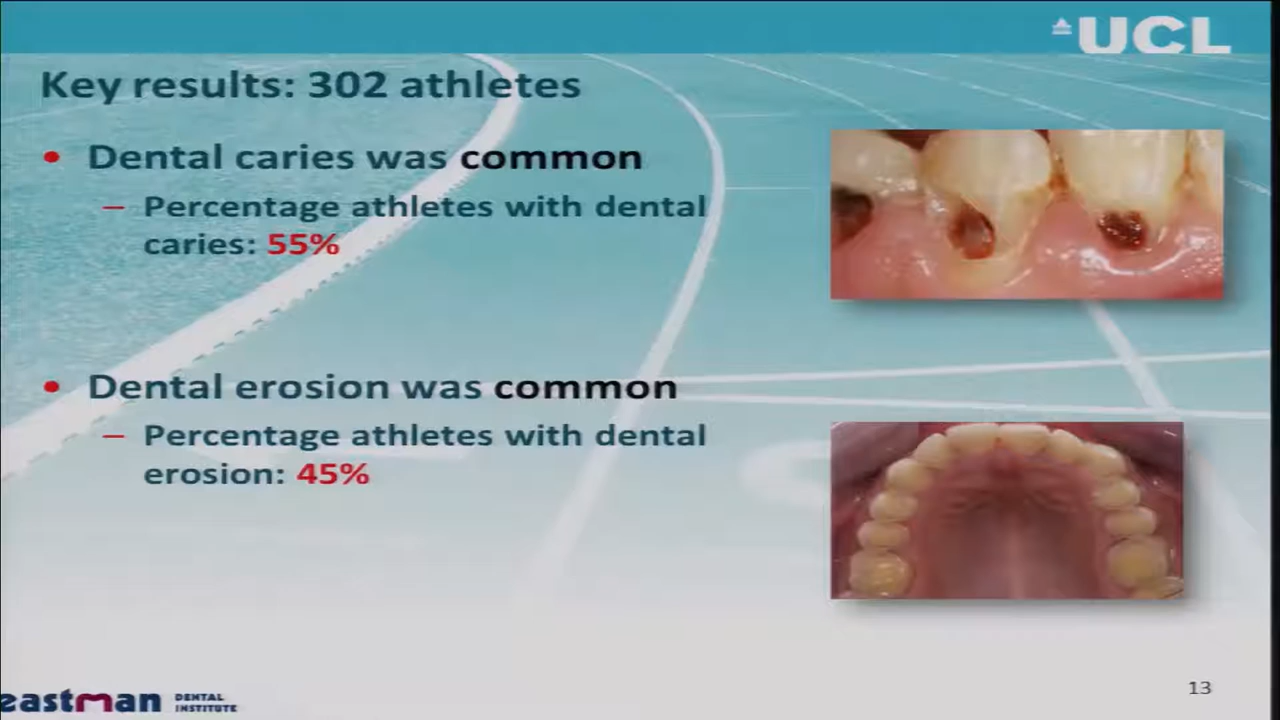 UCL
Key results: 302 athletes
• Dental caries was common
– Percentage athletes with dental
caries: 55%
• Dental erosion was common
– Percentage athletes with dental
erosion: 45%
eastman DENTAL
INSTITUTE
13